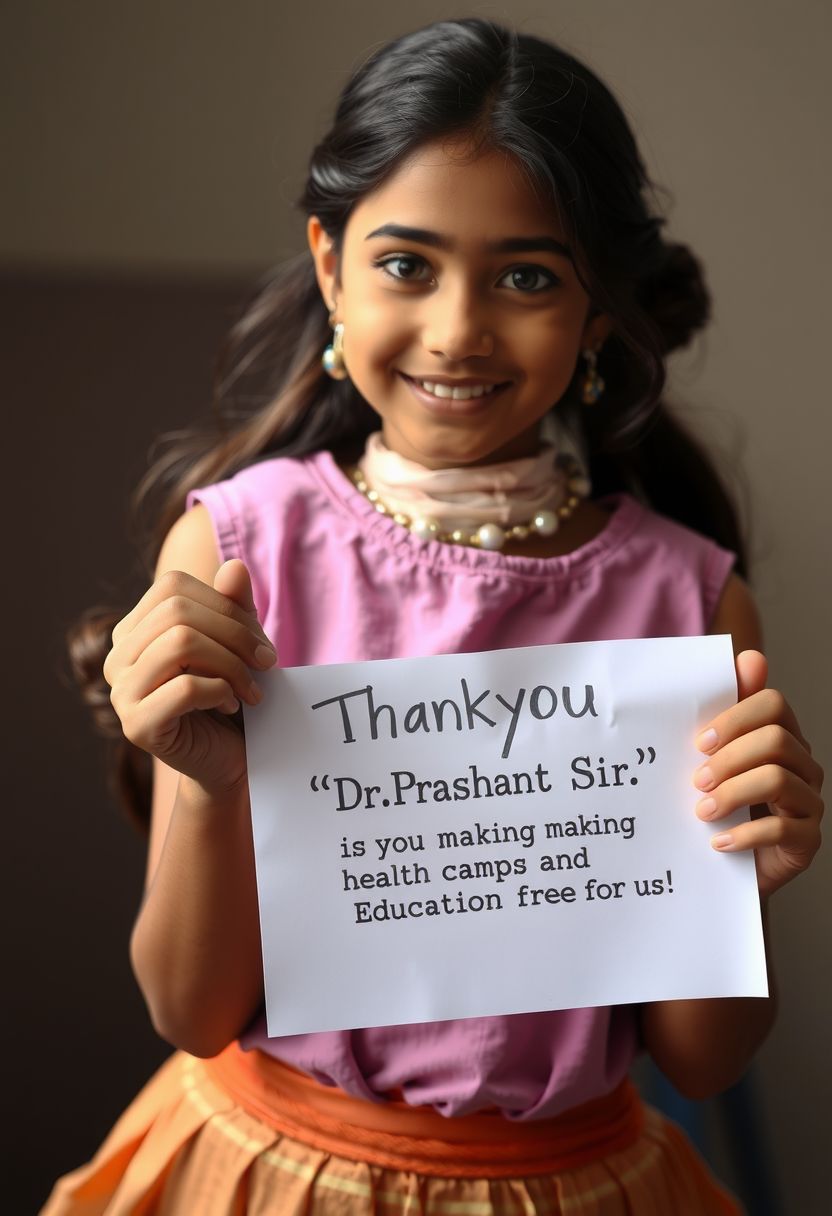 Thankyou
“Dr.Prashant Sir.”
is you making making
health camps and
Education free for us!